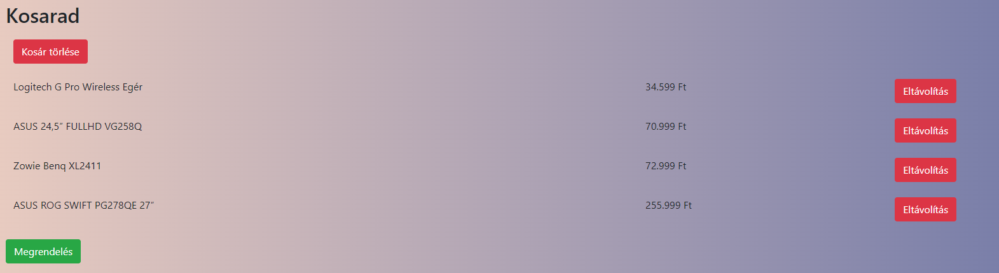 Kosarad
Kosár törlése
Logitech G Pro Wireless Egér 34.599 Ft Eltávolítás
ASUS 24,5” FULLHD VG258Q 70.999 Ft Eltávolítás
Zowie Benq XL2411 72.999 Ft Eltávolítás
ASUS ROG SWIFT PG278QE 27” 255.999 Ft Eltávolítás
Megrendelés